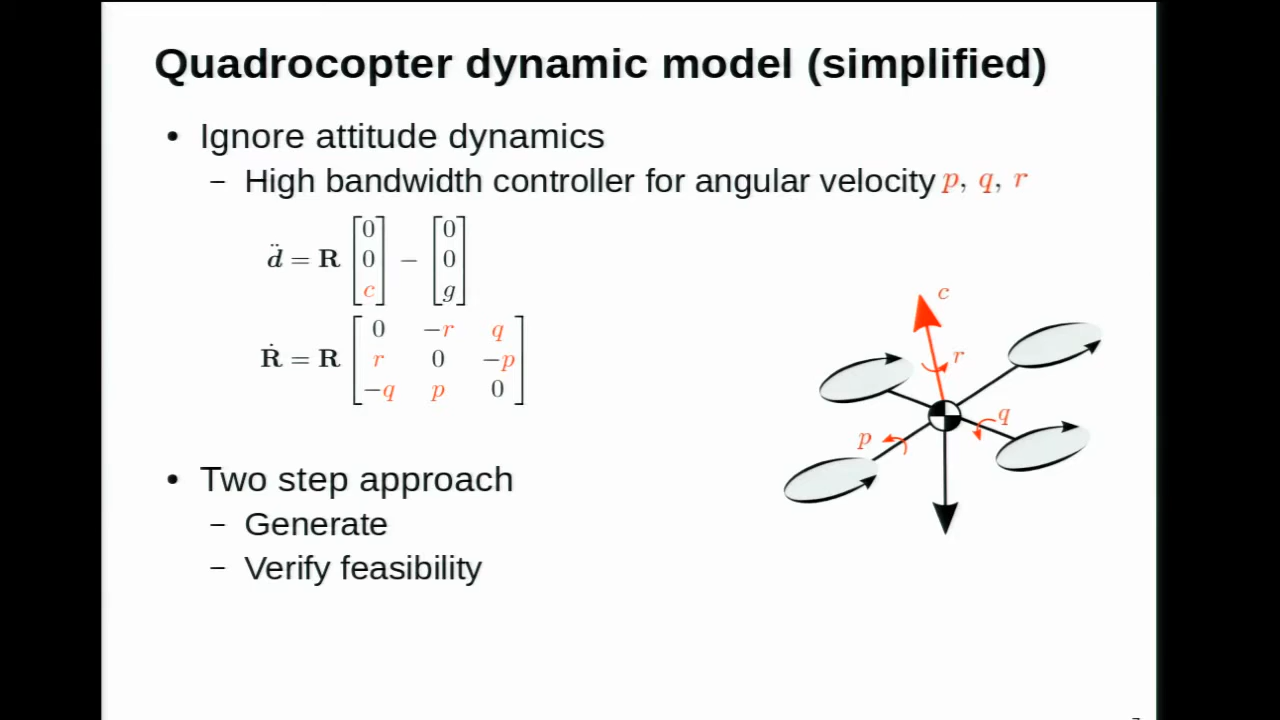 Quadrocopter dynamic model (simplified)
• Ignore attitude dynamics
– High bandwidth controller for angular velocity p, q, r
d̈ = R [0 0 c] − [0 0 g]
Ṙ = R [0 −r q; r 0 −p; −q p 0]
• Two step approach
– Generate
– Verify feasibility
c
r
q
p